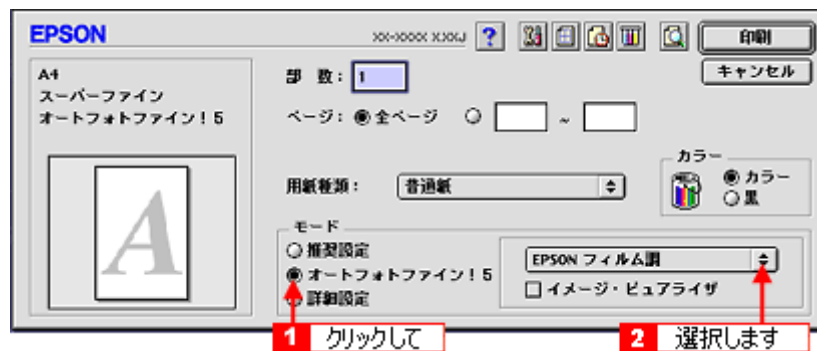 EPSON
XX-XXXX X.XXJ
?
印刷
A4
スーパーファイン
オートフォトファイン!5
部 数: 1
キャンセル
ページ: 全ページ ~
A
用紙種類: 普通紙
カラー
カラー
黒
モード
推奨設定
オートフォトファイン!5
詳細設定
EPSON フィルム調
イメージ・ピュアライザ
1 クリックして
2 選択します